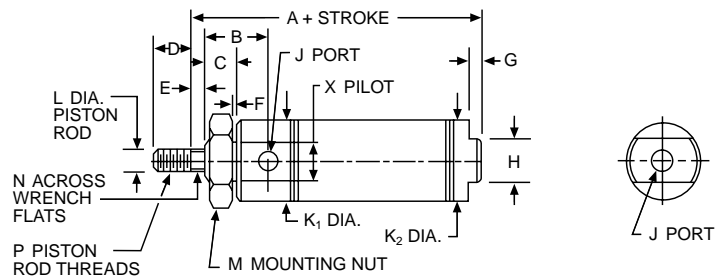 A + STROKE
B
D
C
J PORT
G
E
X PILOT
F
L DIA.
PISTON
ROD
H
N ACROSS
WRENCH
FLATS
K1 DIA.
K2 DIA.
J PORT
P PISTON
ROD THREADS
M MOUNTING NUT